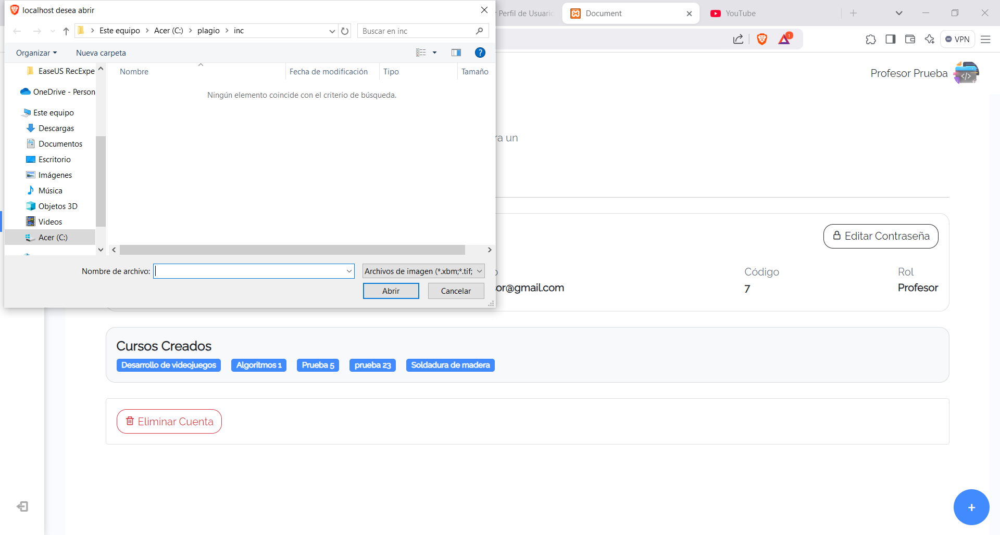 localhost desea abrir
r Perfil de Usuario
Document
YouTube
Este equipo
Acer (C:)
plagio
inc
Buscar en inc
1
VPN
Organizar
Nueva carpeta
?
EaseUS RecExpe
OneDrive - Person
Este equipo
Descargas
Documentos
Escritorio
Imágenes
Música
Objetos 3D
Videos
Acer (C:)
Nombre
Fecha de modificación
Tipo
Tamaño
Ningún elemento coincide con el criterio de búsqueda.
Nombre de archivo:
Archivos de imagen (*.xbm;*.tif;
Abrir
Cancelar
Profesor Prueba
ra un
Editar Contraseña
o
or@gmail.com
Código
7
Rol
Profesor
Cursos Creados
Desarrollo de videojuegos
Algoritmos 1
Prueba 5
prueba 23
Soldadura de madera
Eliminar Cuenta
+